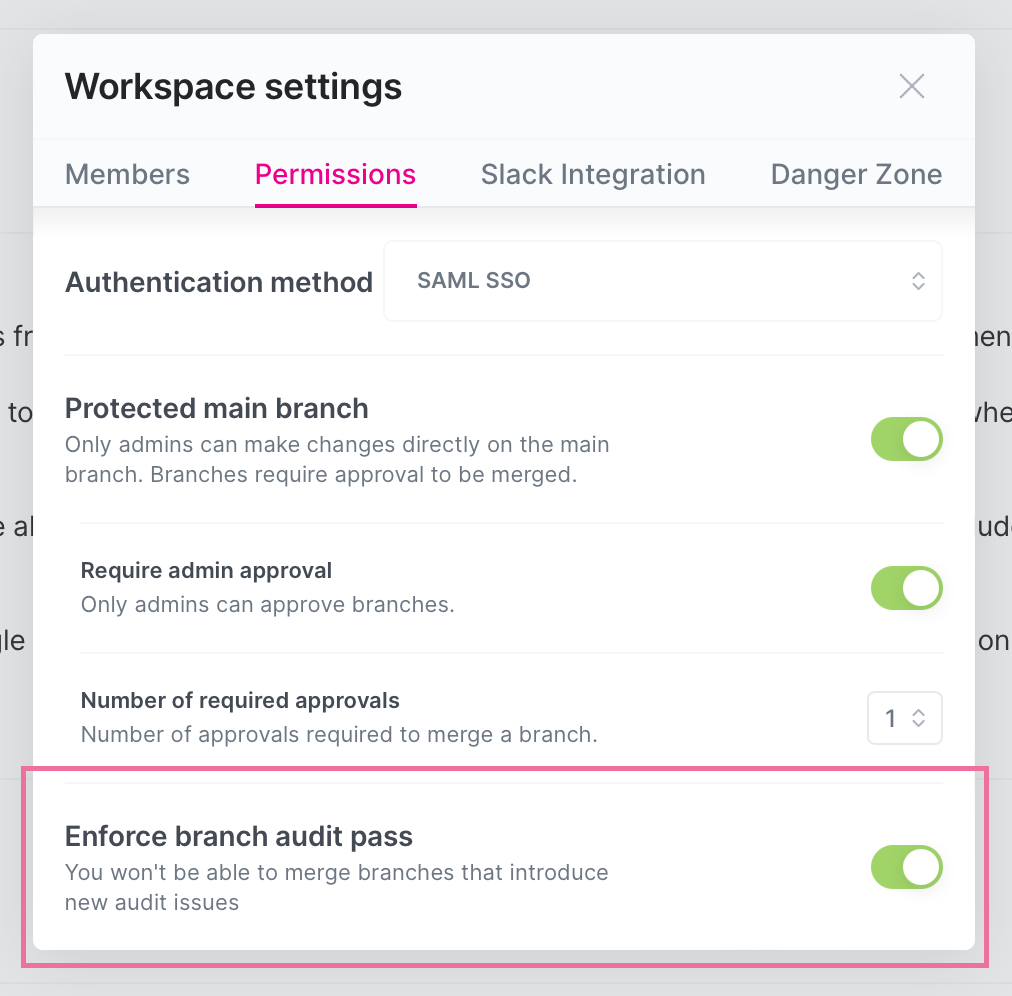 Workspace settings
Members Permissions Slack Integration Danger Zone
Authentication method SAML SSO
Protected main branch
Only admins can make changes directly on the main
branch. Branches require approval to be merged.
Require admin approval
Only admins can approve branches.
Number of required approvals
Number of approvals required to merge a branch.
1
Enforce branch audit pass
You won't be able to merge branches that introduce
new audit issues
to
on